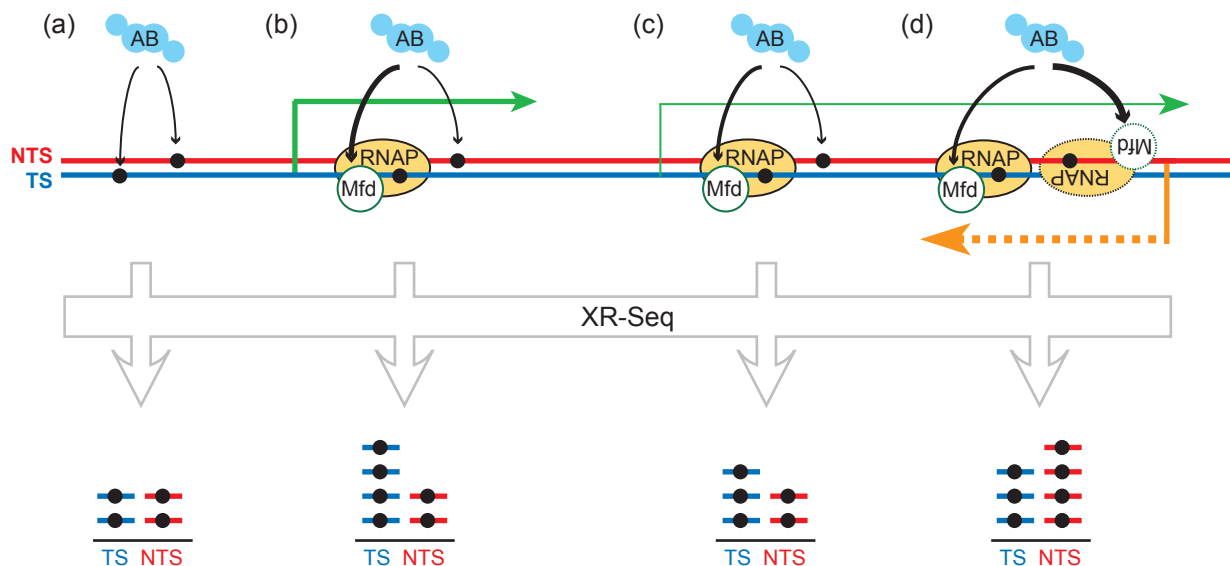 (a) (b) (c) (d)
AB AB AB AB
NTS RNAP RNAP RNAP Mfd
TS Mfd Mfd Mfd RNAP
XR-Seq
TS NTS TS NTS TS NTS TS NTS